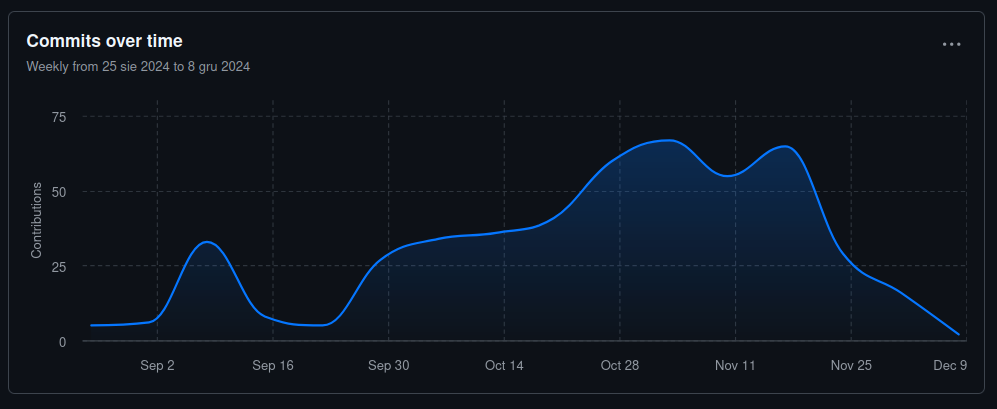 Commits over time
Weekly from 25 sie 2024 to 8 gru 2024
Contributions
75
50
25
0
Sep 2 Sep 16 Sep 30 Oct 14 Oct 28 Nov 11 Nov 25 Dec 9